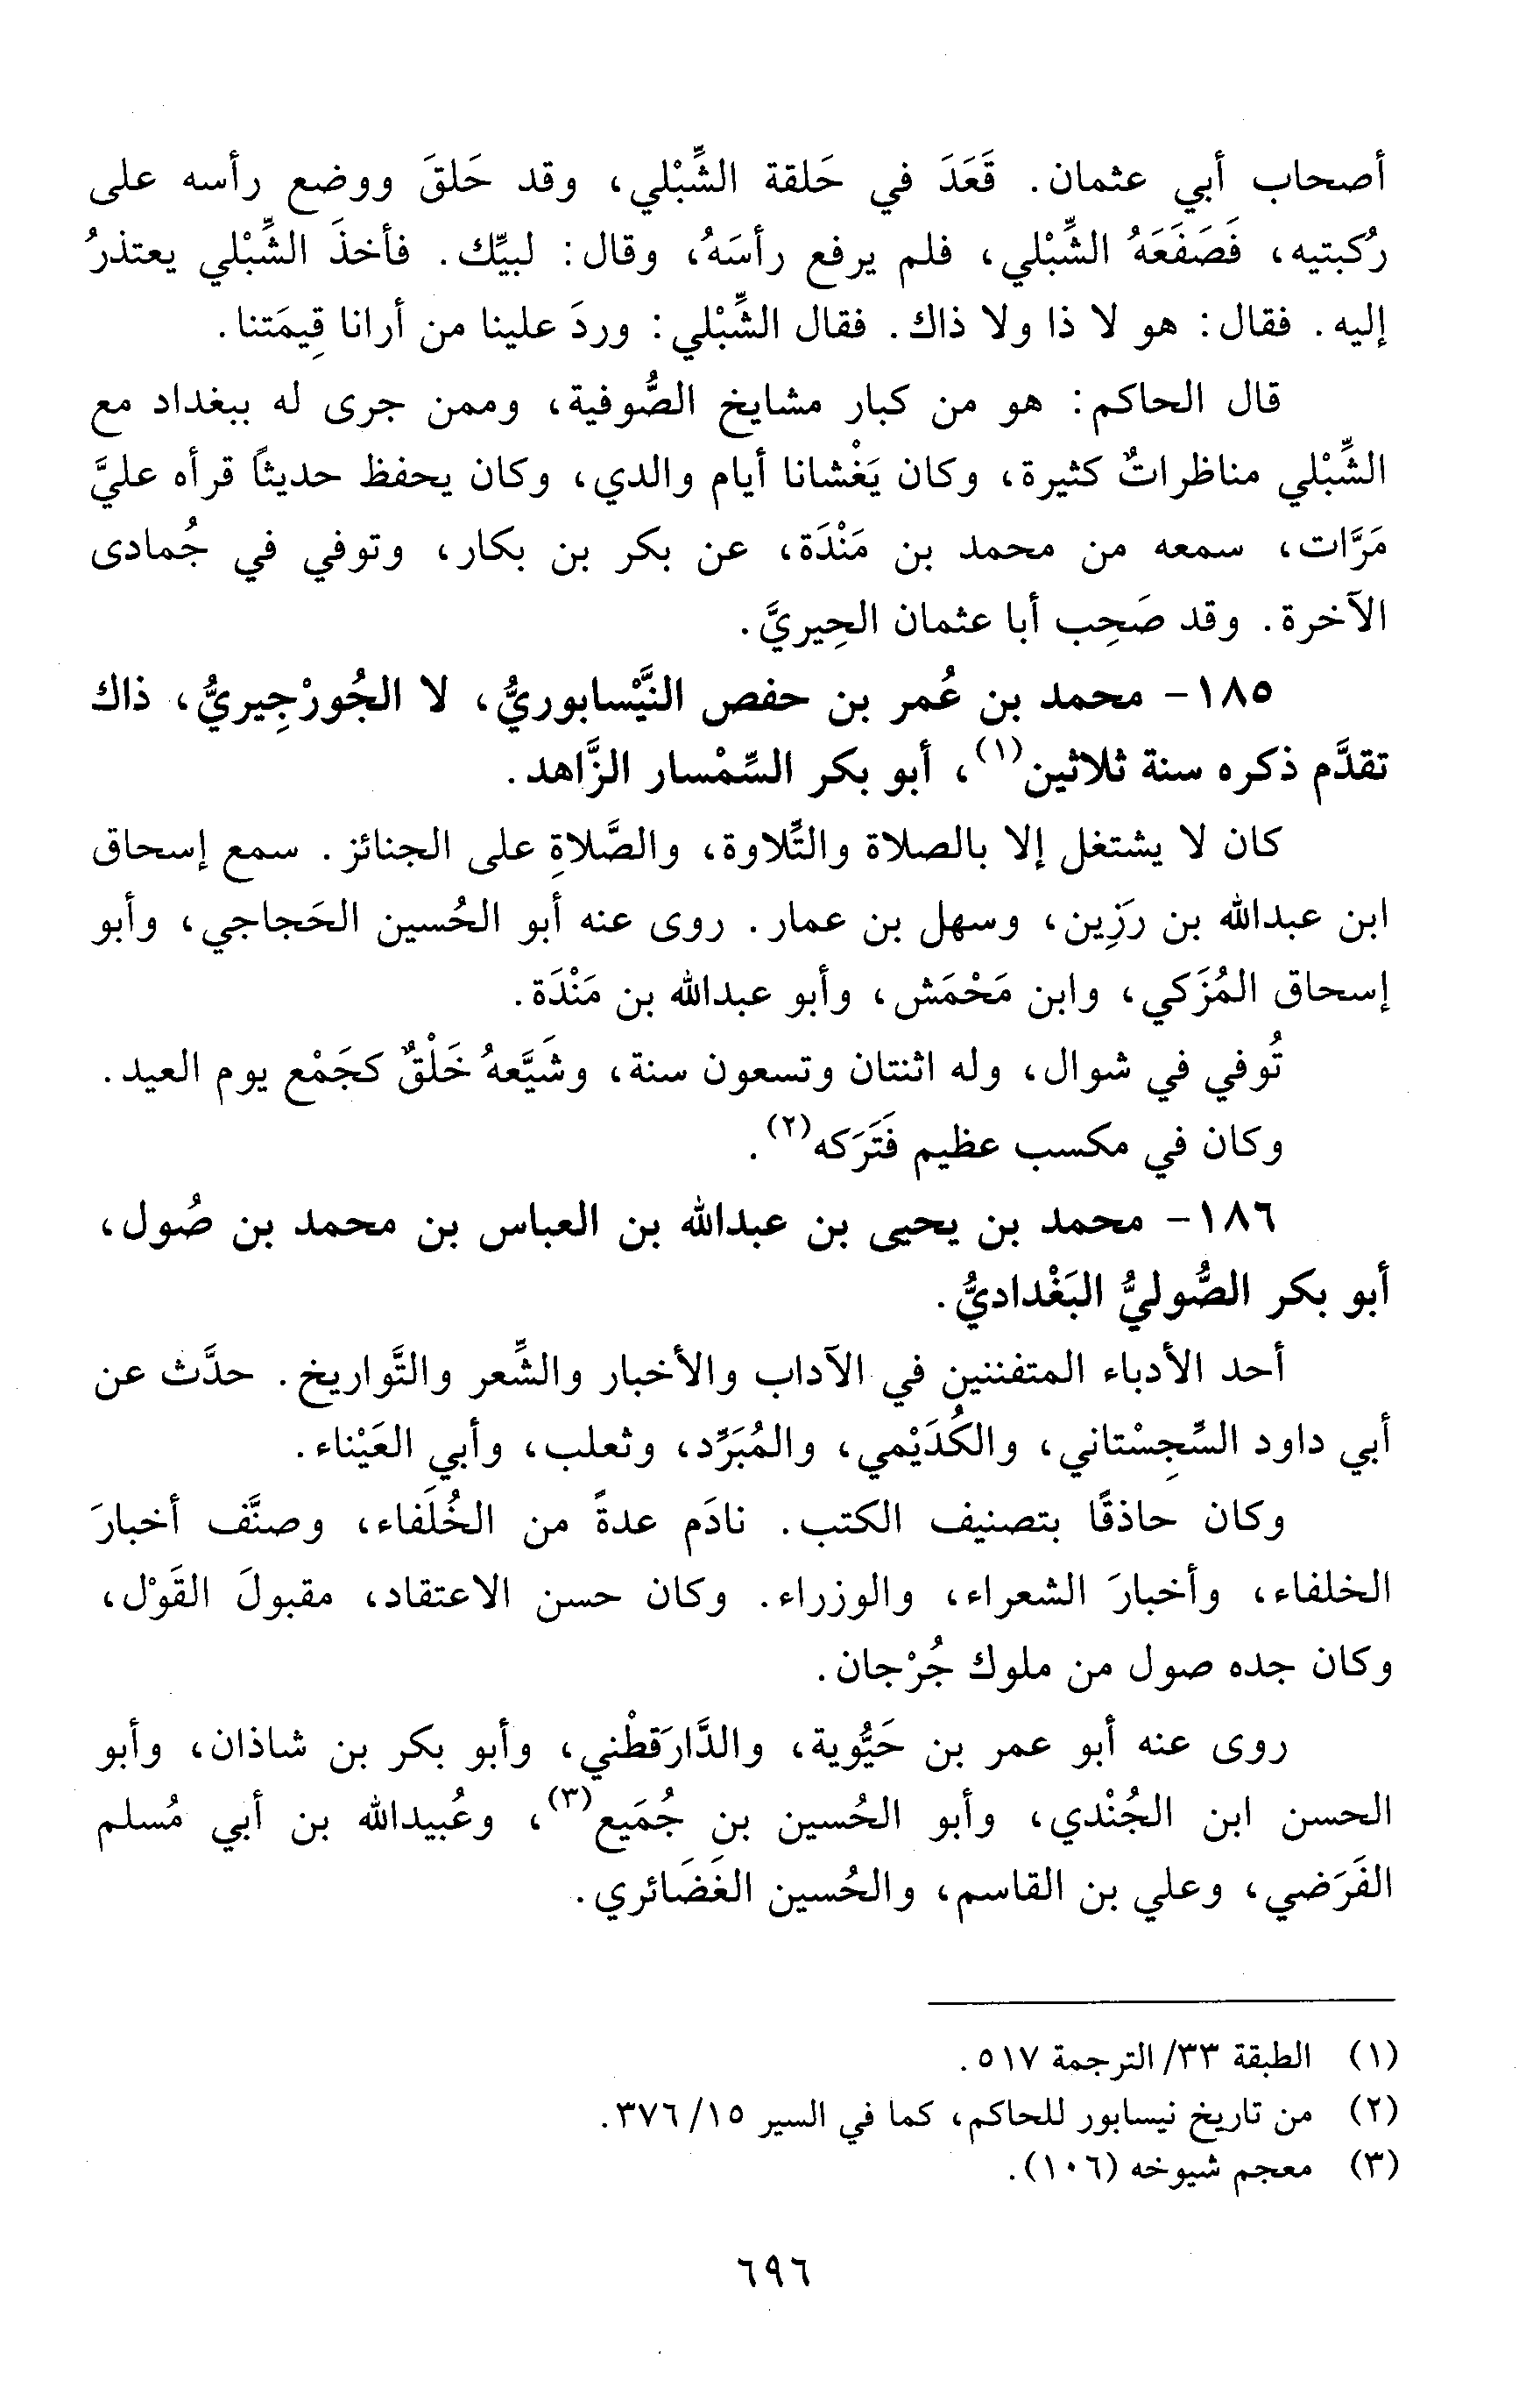 أصحاب أبي عثمان. قَعَدَ في حَلقة الشِّبْلي، وقد حَلقَ ووضع رأسه على
رُكبتيه، فَصَفَعَهُ الشِّبْلي، فلم يرفع رأسَهُ، وقال: لبيِّك. فأخذَ الشِّبْلي يعتذرُ
إليه. فقال: هو لا ذا ولا ذاك. فقال الشِّبْلي: وردَ علينا من أرانا قِيمَتنا.
قال الحاكم: هو من كبار مشايخ الصُّوفية، وممن جرى له ببغداد مع
الشِّبْلي مناظراتٌ كثيرة، وكان يَغْشانا أيام والدي، وكان يحفظ حديثاً قرأه عليَّ
مَرَّات، سمعه من محمد بن مَنْدَة، عن بكر بن بكار، وتوفي في جُمادى
الآخرة. وقد صَحِب أبا عثمان الحِيريَّ.
١٨٥- محمد بن عُمر بن حفص النَّيْسابوريُّ، لا الجُورْجِيريُّ، ذاك
تقدَّم ذكره سنة ثلاثين(١)، أبو بكر السِّمْسار الزَّاهد.
كان لا يشتغل إلا بالصلاة والتِّلاوة، والصَّلاةِ على الجنائز. سمع إسحاق
ابن عبدالله بن رَزِين، وسهل بن عمار. روى عنه أبو الحُسين الحَجاجي، وأبو
إسحاق المُزَكي، وابن مَحْمَش، وأبو عبدالله بن مَنْدَة.
تُوفي في شوال، وله اثنتان وتسعون سنة، وشَيَّعهُ خَلْقٌ كجَمْع يوم العيد.
وكان في مكسب عظيم فَتَرَكه(٢).
١٨٦- محمد بن يحيى بن عبدالله بن العباس بن محمد بن صُول،
أبو بكر الصُّوليُّ البَغْداديُّ.
أحد الأدباء المتفننين في الآداب والأخبار والشِّعر والتَّواريخ. حدَّث عن
أبي داود السِّجِسْتاني، والكُدَيْمي، والمُبَرِّد، وثعلب، وأبي العَيْناء.
وكان حاذقًا بتصنيف الكتب. نادَم عدةً من الخُلَفاء، وصنَّف أخبارَ
الخلفاء، وأخبارَ الشعراء، والوزراء. وكان حسن الاعتقاد، مقبولَ القَوْل،
وكان جده صول من ملوك جُرْجان.
روى عنه أبو عمر بن حَيُّوية، والدَّارَقطْني، وأبو بكر بن شاذان، وأبو
الحسن ابن الجُنْدي، وأبو الحُسين بن جُمَيع(٣)، وعُبيدالله بن أبي مُسلم
الفَرَضي، وعلي بن القاسم، والحُسين الغَضَائري.
(١) الطبقة ٣٣/ الترجمة ٥١٧.
(٢) من تاريخ نيسابور للحاكم، كما في السير ١٥/ ٣٧٦.
(٣) معجم شيوخه (١٠٦).
٦٩٦